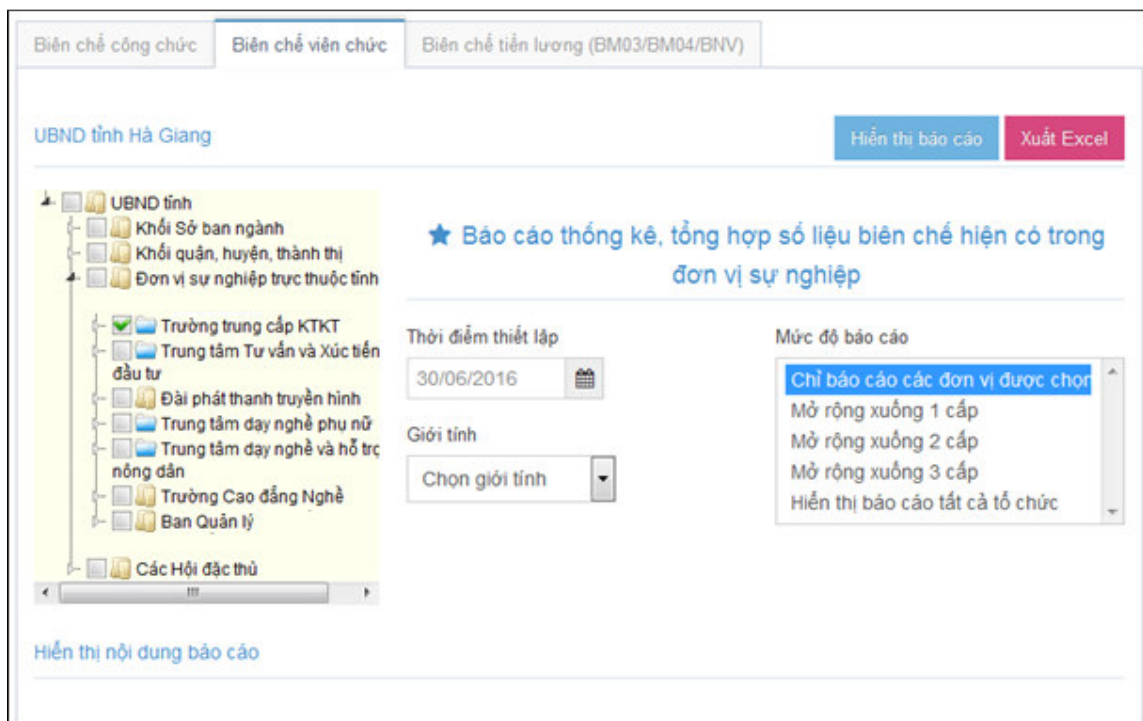 Biên chế công chức
Biên chế viên chức
Biên chế tiền lương (BM03/BM04/BNV)
UBND tỉnh Hà Giang
Hiển thị báo cáo
Xuất Excel
UBND tỉnh
Khối Sở ban ngành
Khối quận, huyện, thành thị
Đơn vị sự nghiệp trực thuộc tỉnh
Trường trung cấp KTKT
Trung tâm Tư vấn và Xúc tiến
đầu tư
Đài phát thanh truyền hình
Trung tâm dạy nghề phụ nữ
Trung tâm dạy nghề và hỗ trợ
nông dân
Trường Cao đẳng Nghề
Ban Quản lý
Các Hội đặc thù
Báo cáo thống kê, tổng hợp số liệu biên chế hiện có trong
đơn vị sự nghiệp
Thời điểm thiết lập
30/06/2016
Giới tính
Chọn giới tính
Mức độ báo cáo
Chỉ báo cáo các đơn vị được chọn
Mở rộng xuống 1 cấp
Mở rộng xuống 2 cấp
Mở rộng xuống 3 cấp
Hiển thị báo cáo tất cả tổ chức
Hiển thị nội dung báo cáo